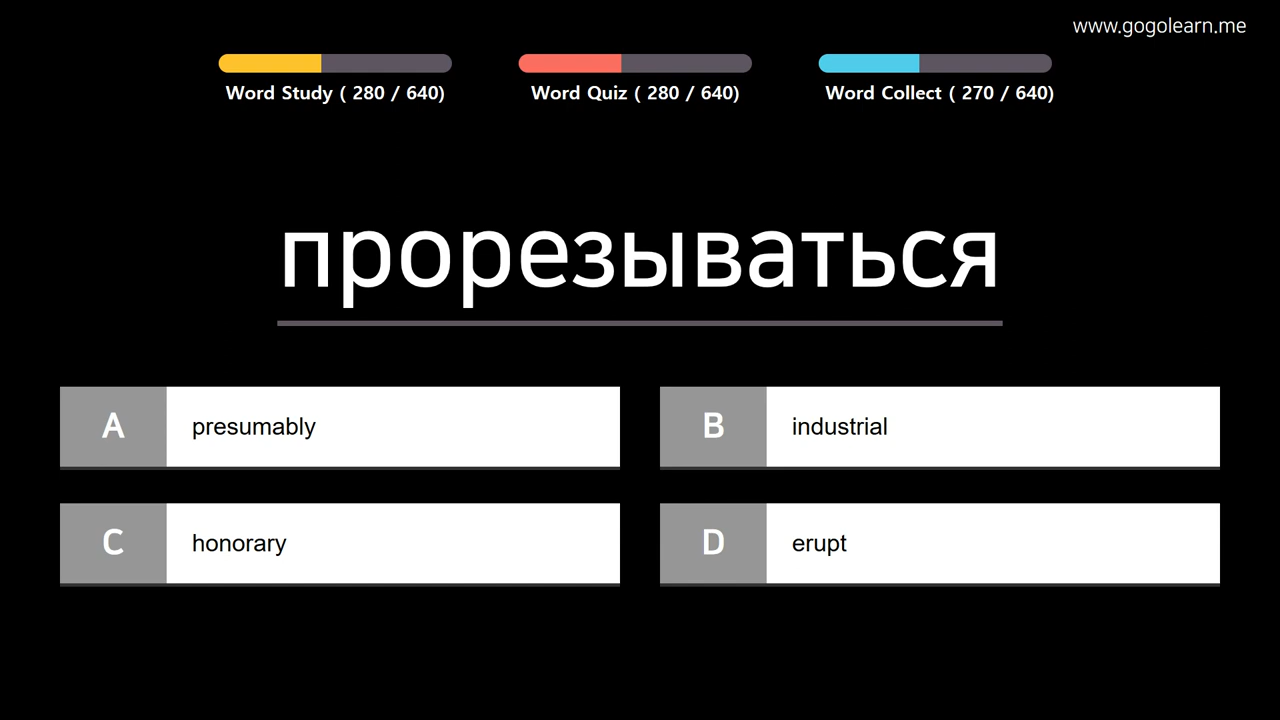 www.gogolearn.me
Word Study ( 280 / 640)
Word Quiz ( 280 / 640)
Word Collect ( 270 / 640)
прорезываться
A presumably
B industrial
C honorary
D erupt